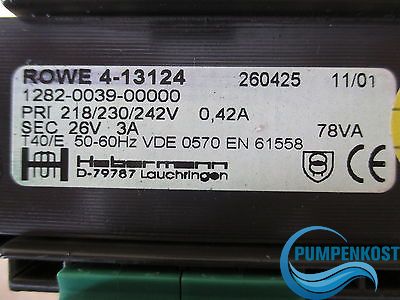 ROWE 4-13124 260425 11/01
1282-0039-00000
PRI 218/230/242V 0,42A
SEC 26V 3A 78VA
T40/E 50-60Hz VDE 0570 EN 61558
Habermann
D-79787 Lauchringen
PUMPENKOST